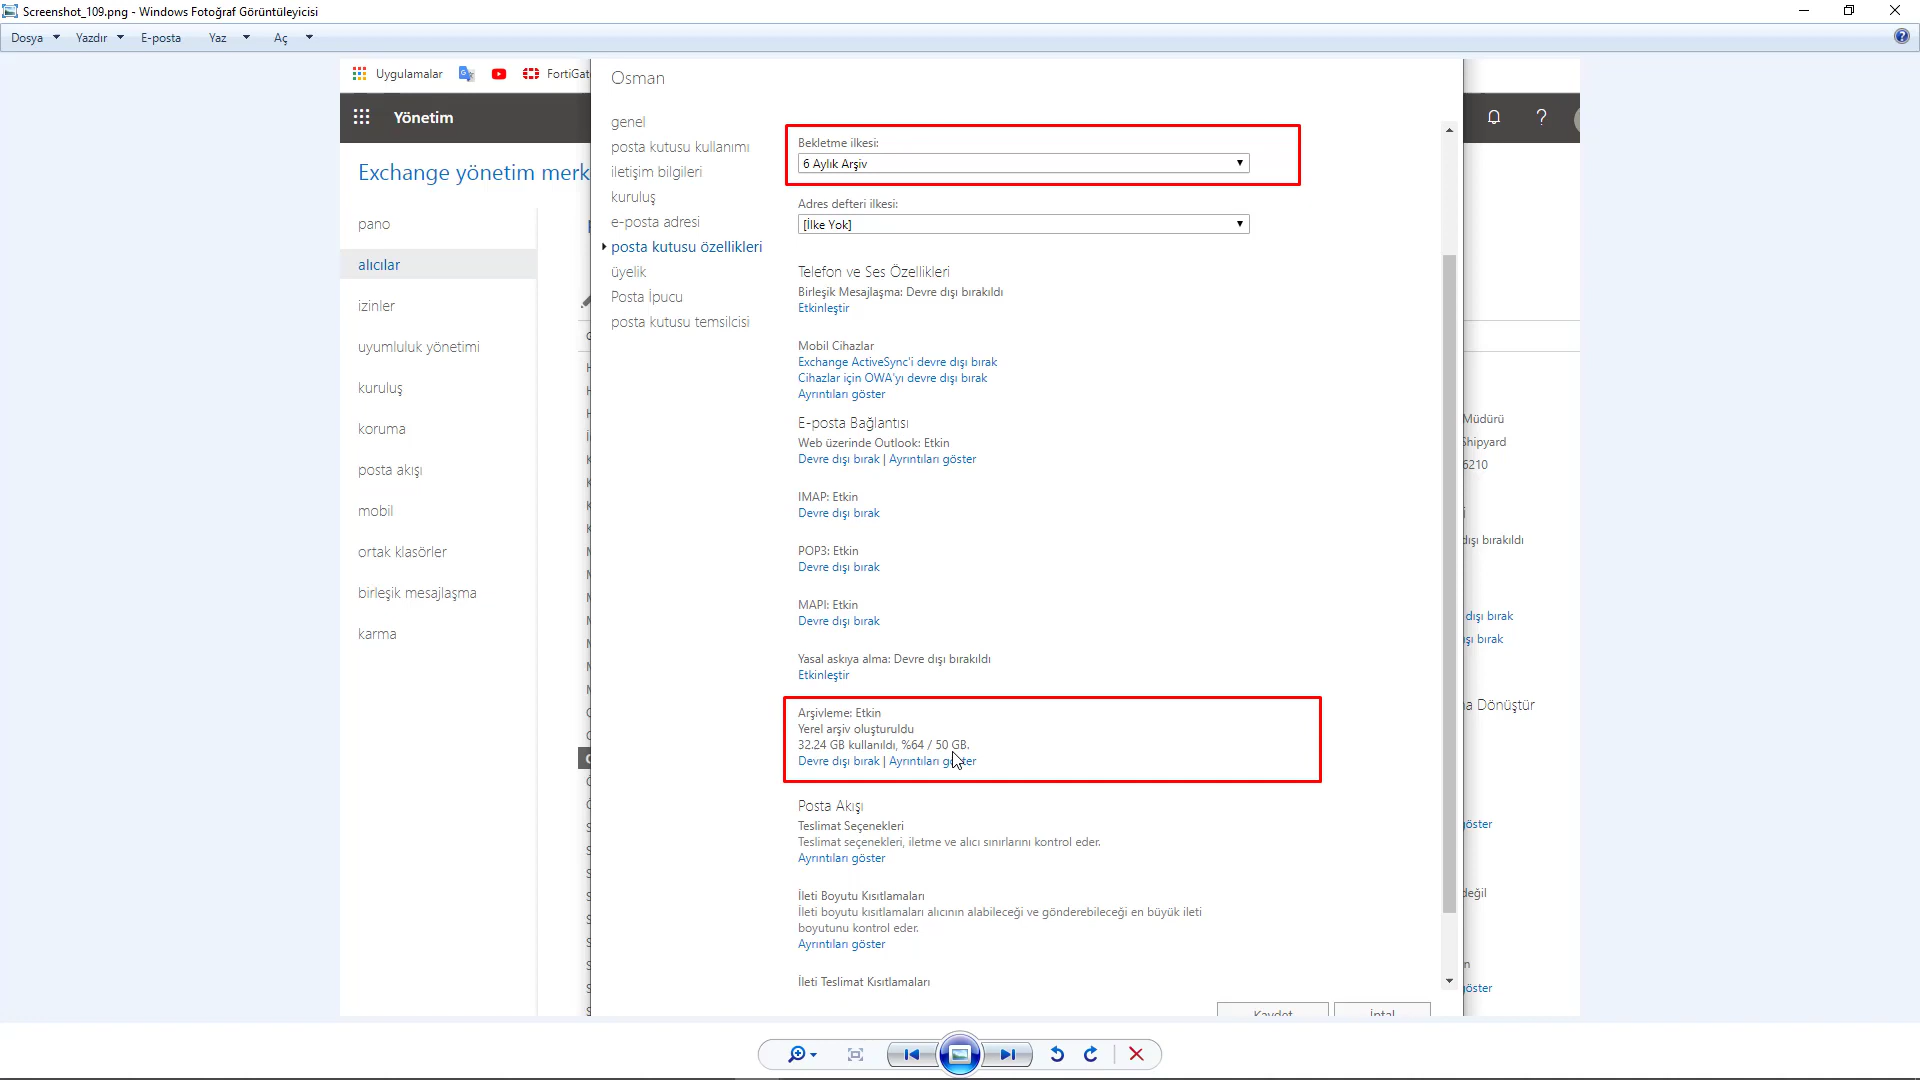 Screenshot_109.png - Windows Fotoğraf Görüntüleyicisi
Dosya Yazdır E-posta Yaz Aç
Uygulamalar
Yönetim
Exchange yönetim merk
pano
alıcılar
izinler
uyumluluk yönetimi
kuruluş
koruma
posta akışı
mobil
ortak klasörler
birleşik mesajlaşma
karma
Osman
genel
posta kutusu kullanımı
iletişim bilgileri
kuruluş
e-posta adresi
posta kutusu özellikleri
üyelik
Posta İpucu
posta kutusu temsilcisi
Bekletme ilkesi:
6 Aylık Arşiv
Adres defteri ilkesi:
[İlke Yok]
Telefon ve Ses Özellikleri
Birleşik Mesajlaşma: Devre dışı bırakıldı
Etkinleştir
Mobil Cihazlar
Exchange ActiveSync'i devre dışı bırak
Cihazlar için OWA'yı devre dışı bırak
Ayrıntıları göster
E-posta Bağlantısı
Web üzerinde Outlook: Etkin
Devre dışı bırak | Ayrıntıları göster
IMAP: Etkin
Devre dışı bırak
POP3: Etkin
Devre dışı bırak
MAPI: Etkin
Devre dışı bırak
Yasal askıya alma: Devre dışı bırakıldı
Etkinleştir
Arşivleme: Etkin
Yerel arşiv oluşturuldu
32.24 GB kullanıldı, %64 / 50 GB.
Devre dışı bırak | Ayrıntıları göster
Posta Akışı
Teslimat Seçenekleri
Teslimat seçenekleri, iletme ve alıcı sınırlarını kontrol eder.
Ayrıntıları göster
İleti Boyutu Kısıtlamaları
İleti boyutu kısıtlamaları alıcının alabileceği ve gönderebileceği en büyük ileti
boyutunu kontrol eder.
Ayrıntıları göster
İleti Teslimat Kısıtlamaları
Kaydet İptal
Müdürü
6210
bırakıldı
dışı bırak
bırak
Dönüştür